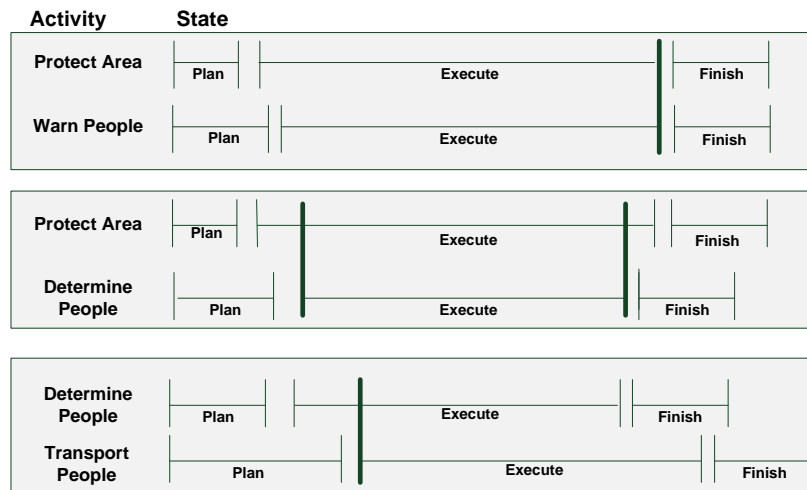 Activity State
Protect Area
Plan Execute Finish
Warn People
Plan Execute Finish
Protect Area
Plan Execute Finish
Determine
People
Plan Execute Finish
Determine
People
Plan Execute Finish
Transport
People
Plan Execute Finish